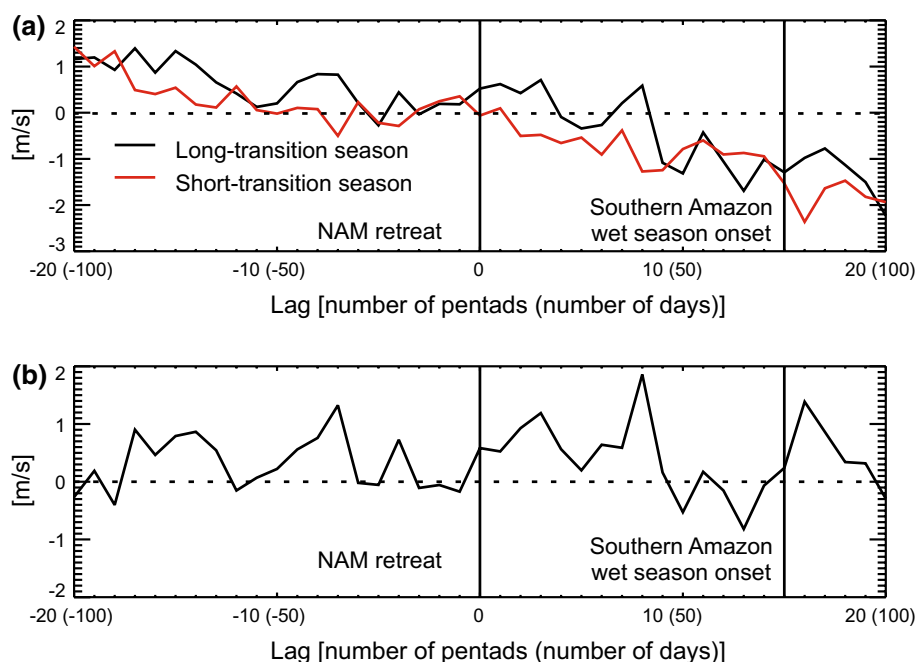 (a)
2
1
0
-1
-2
-3
[m/s]
Long-transition season
Short-transition season
NAM retreat
Southern Amazon
wet season onset
-20 (-100)
-10 (-50)
0
10 (50)
20 (100)
Lag [number of pentads (number of days)]
(b)
2
1
0
-1
-2
[m/s]
NAM retreat
Southern Amazon
wet season onset
-20 (-100)
-10 (-50)
0
10 (50)
20 (100)
Lag [number of pentads (number of days)]